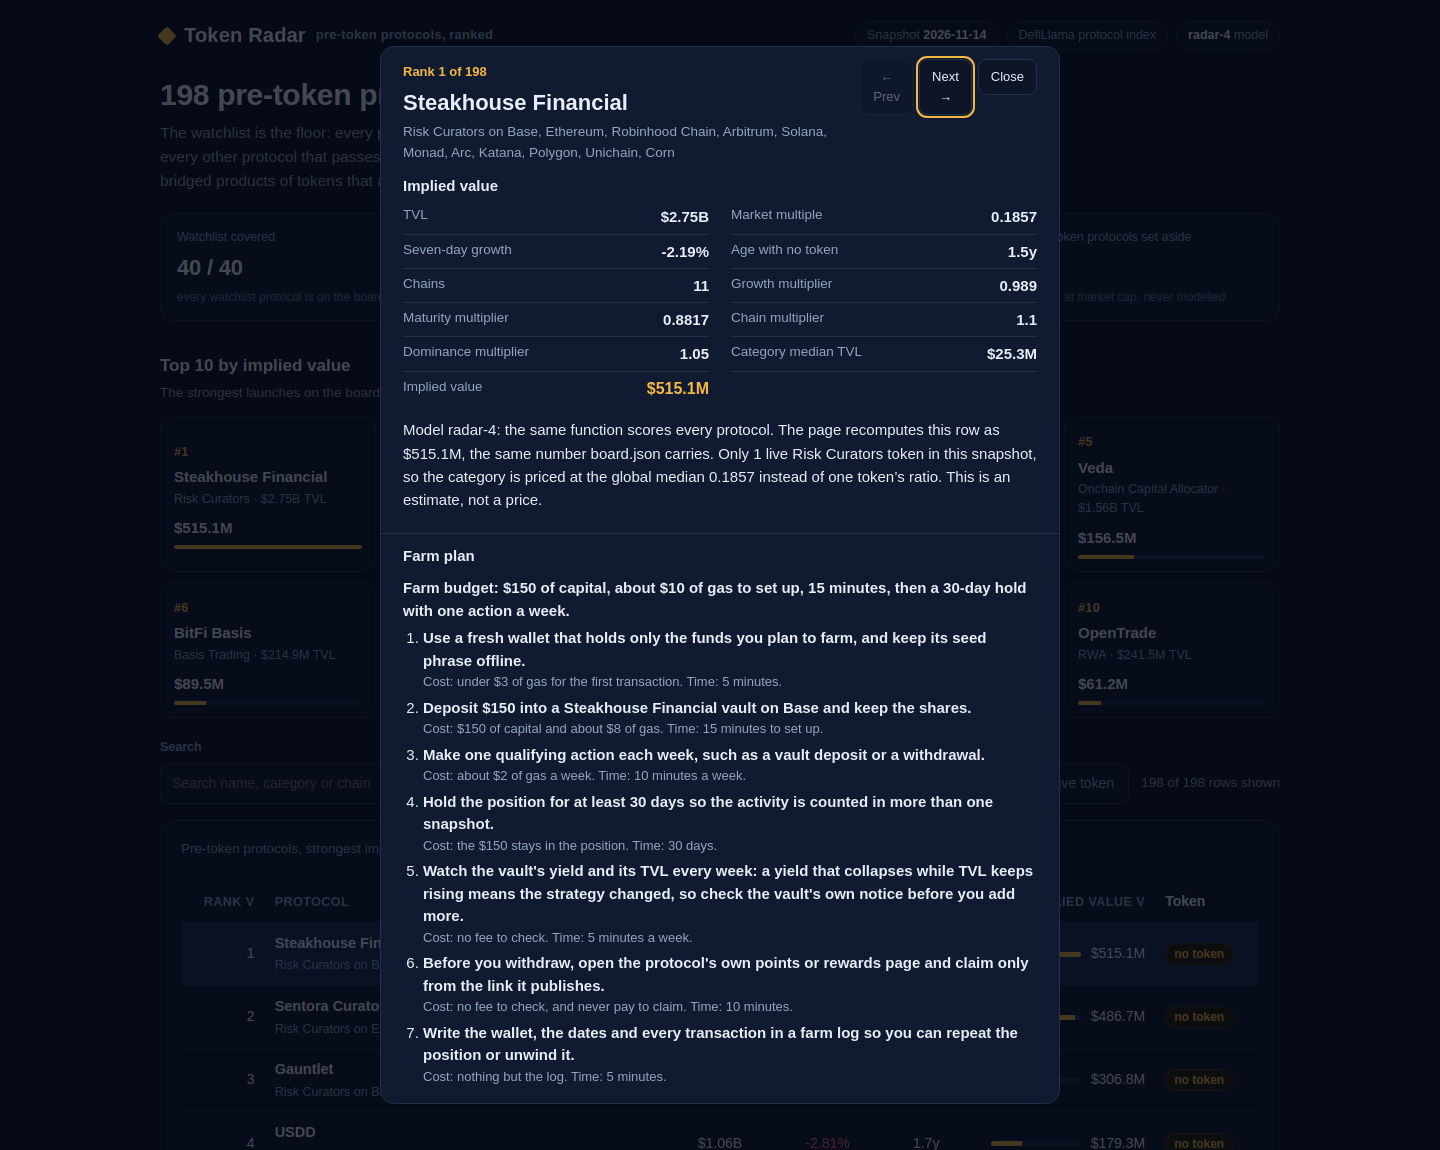 Token Radar pre-token protocols, ranked
Snapshot 2026-11-14
DefiLlama protocol index
radar-4 model
198 pre-token
The watchlist is the floor: every
every other protocol that passes
bridged products of tokens that
Watchlist covered
40 / 40
every watchlist protocol is on the board
token protocols set aside
at market cap, never modelled
Top 10 by implied value
The strongest launches on the board
#1
Steakhouse Financial
Risk Curators · $2.75B TVL
$515.1M
#5
Veda
Onchain Capital Allocator ·
$1.56B TVL
$156.5M
#6
BitFi Basis
Basis Trading · $214.9M TVL
$89.5M
#10
OpenTrade
RWA · $241.5M TVL
$61.2M
Search
Search name, category or chain
token
198 of 198 rows shown
Pre-token protocols, strongest
RANK V
PROTOCOL
VALUE V
Token
1
Steakhouse
Risk Curators on
$515.1M
no token
2
Sentora
Risk Curators on
$486.7M
no token
3
Gauntlet
Risk Curators on
$306.8M
no token
4
USDD
$1.06B
-2.81%
1.7y
$179.3M
no token
Rank 1 of 198
Steakhouse Financial
Risk Curators on Base, Ethereum, Robinhood Chain, Arbitrum, Solana,
Monad, Arc, Katana, Polygon, Unichain, Corn
← Prev
Next →
Close
Implied value
TVL $2.75B
Market multiple 0.1857
Seven-day growth -2.19%
Age with no token 1.5y
Chains 11
Growth multiplier 0.989
Maturity multiplier 0.8817
Chain multiplier 1.1
Dominance multiplier 1.05
Category median TVL $25.3M
Implied value $515.1M
Model radar-4: the same function scores every protocol. The page recomputes this row as
$515.1M, the same number board.json carries. Only 1 live Risk Curators token in this snapshot,
so the category is priced at the global median 0.1857 instead of one token’s ratio. This is an
estimate, not a price.
Farm plan
Farm budget: $150 of capital, about $10 of gas to set up, 15 minutes, then a 30-day hold
with one action a week.
1. Use a fresh wallet that holds only the funds you plan to farm, and keep its seed
phrase offline.
Cost: under $3 of gas for the first transaction. Time: 5 minutes.
2. Deposit $150 into a Steakhouse Financial vault on Base and keep the shares.
Cost: $150 of capital and about $8 of gas. Time: 15 minutes to set up.
3. Make one qualifying action each week, such as a vault deposit or a withdrawal.
Cost: about $2 of gas a week. Time: 10 minutes a week.
4. Hold the position for at least 30 days so the activity is counted in more than one
snapshot.
Cost: the $150 stays in the position. Time: 30 days.
5. Watch the vault's yield and its TVL every week: a yield that collapses while TVL keeps
rising means the strategy changed, so check the vault's own notice before you add
more.
Cost: no fee to check. Time: 5 minutes a week.
6. Before you withdraw, open the protocol's own points or rewards page and claim only
from the link it publishes.
Cost: no fee to check, and never pay to claim. Time: 10 minutes.
7. Write the wallet, the dates and every transaction in a farm log so you can repeat the
position or unwind it.
Cost: nothing but the log. Time: 5 minutes.